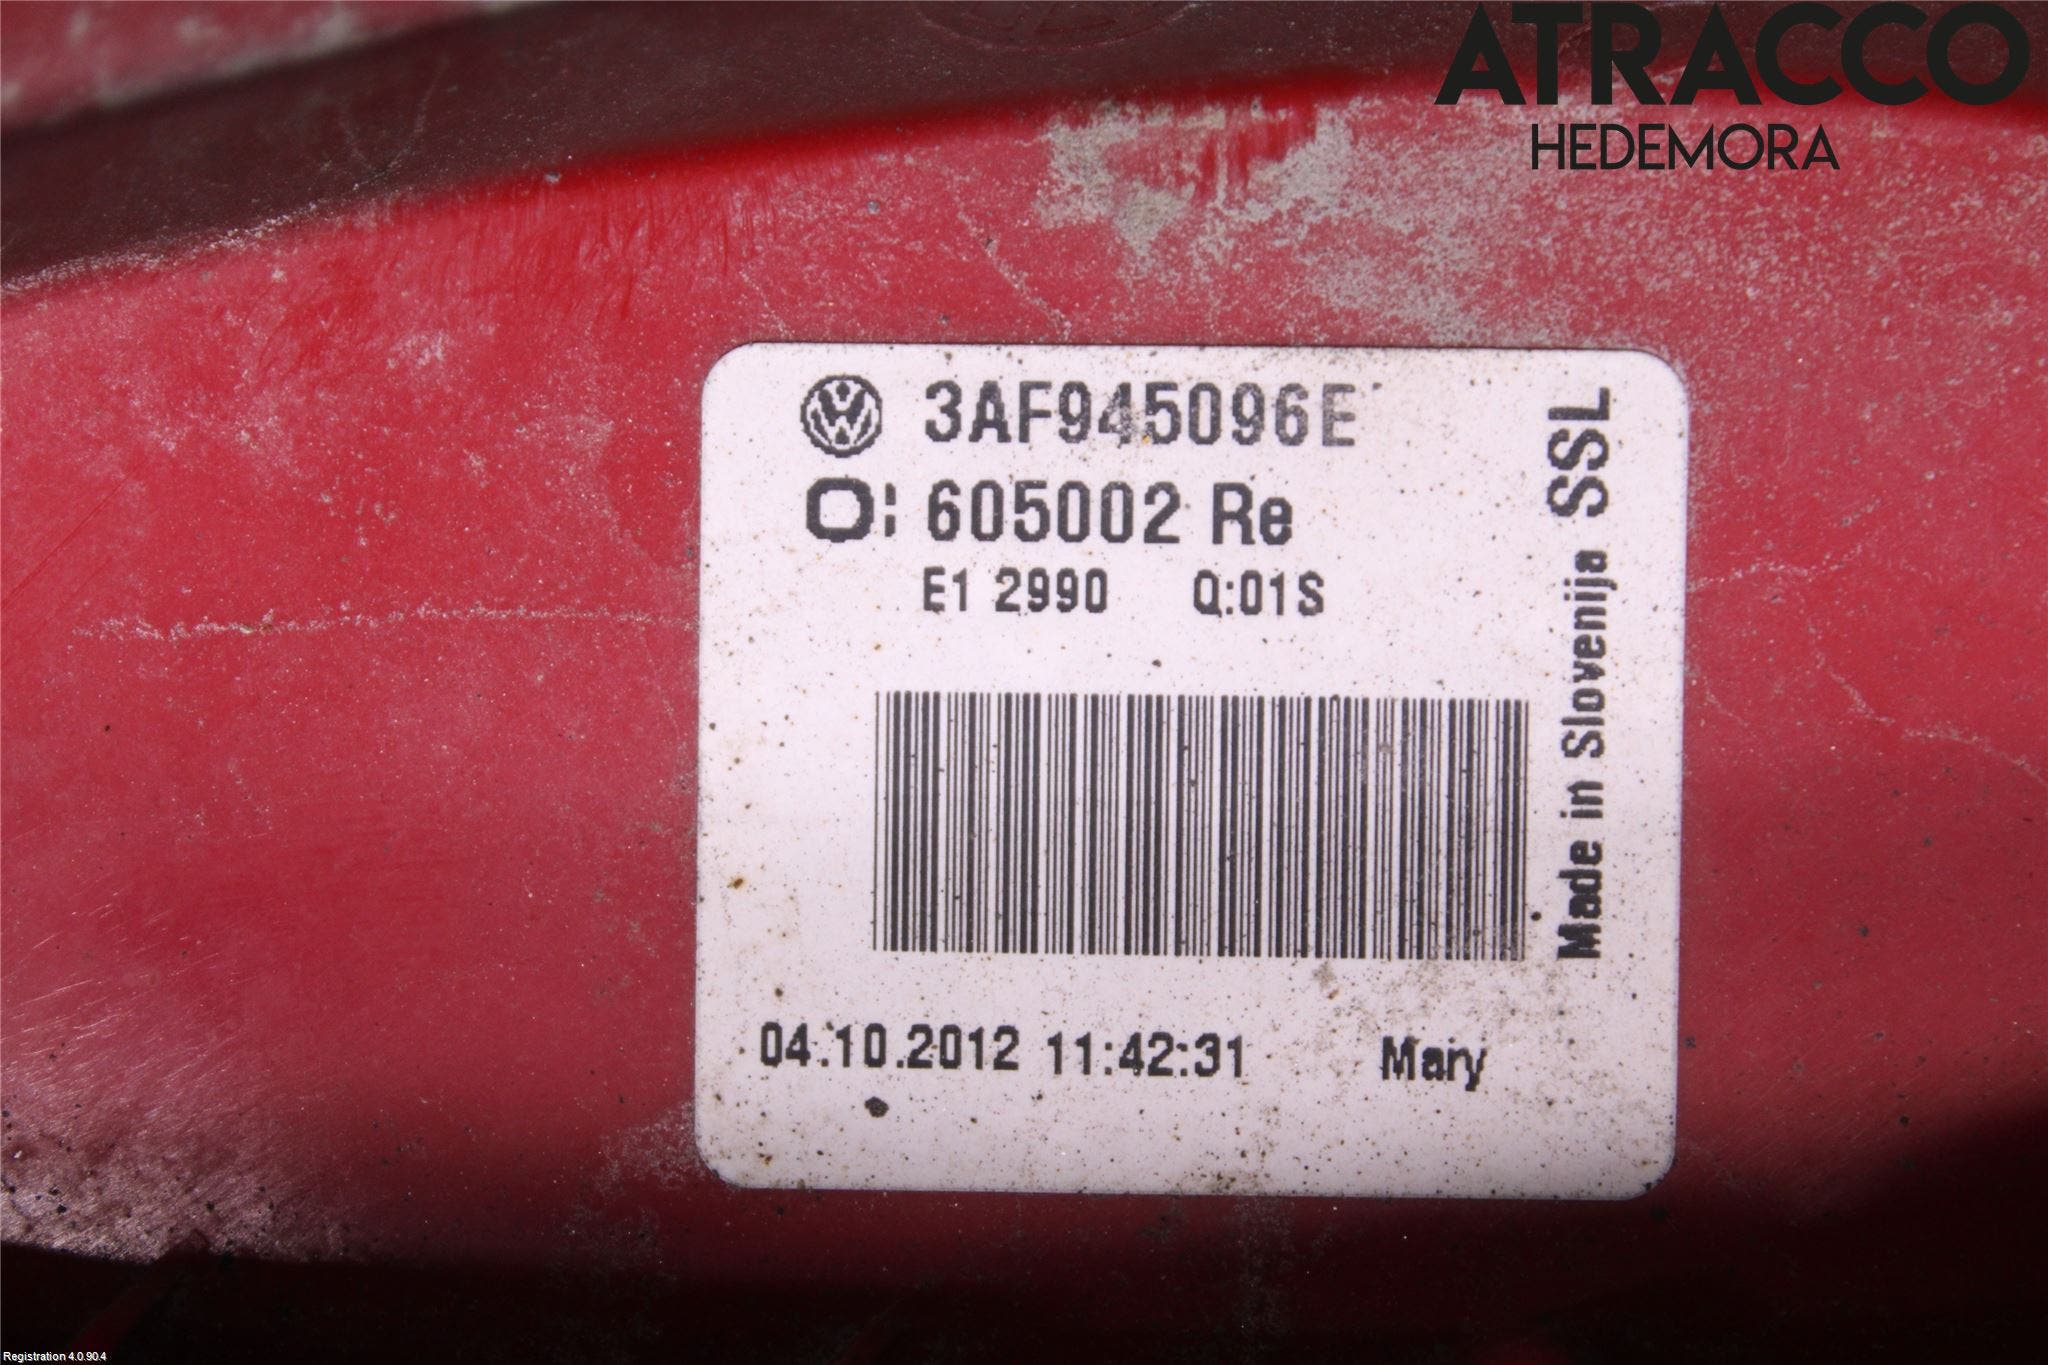 ATRACCO
HEDEMORA
3AF945096E
O: 605002 Re
E1 2990 Q:01S
Made in Slovenija SSL
04.10.2012 11:42:31 Mary
Registration 4.0.90.4